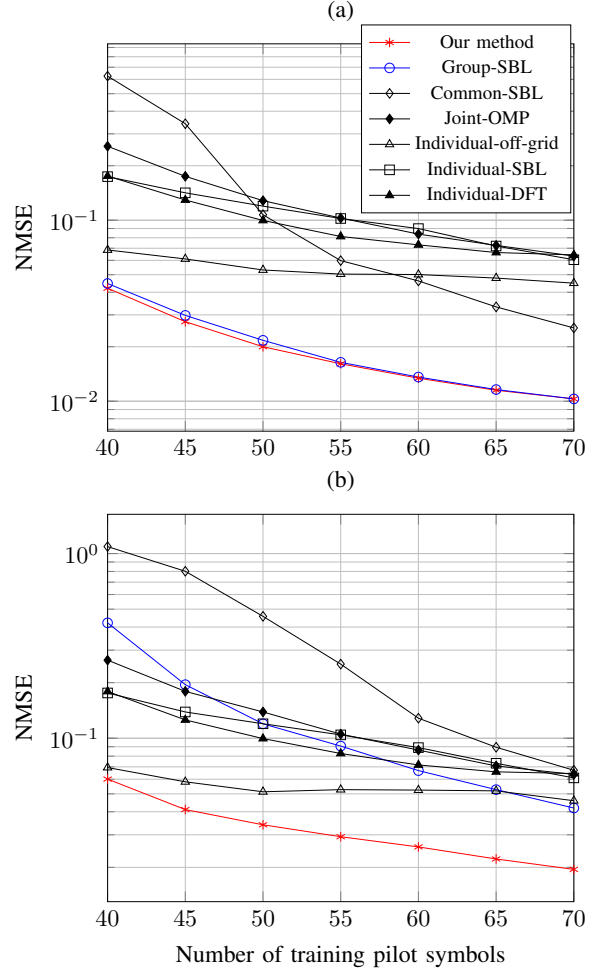 (a)
Our method
Group-SBL
Common-SBL
Joint-OMP
Individual-off-grid
Individual-SBL
Individual-DFT
NMSE
10⁻¹
10⁻²
40 45 50 55 60 65 70
(b)
NMSE
10⁰
10⁻¹
40 45 50 55 60 65 70
Number of training pilot symbols